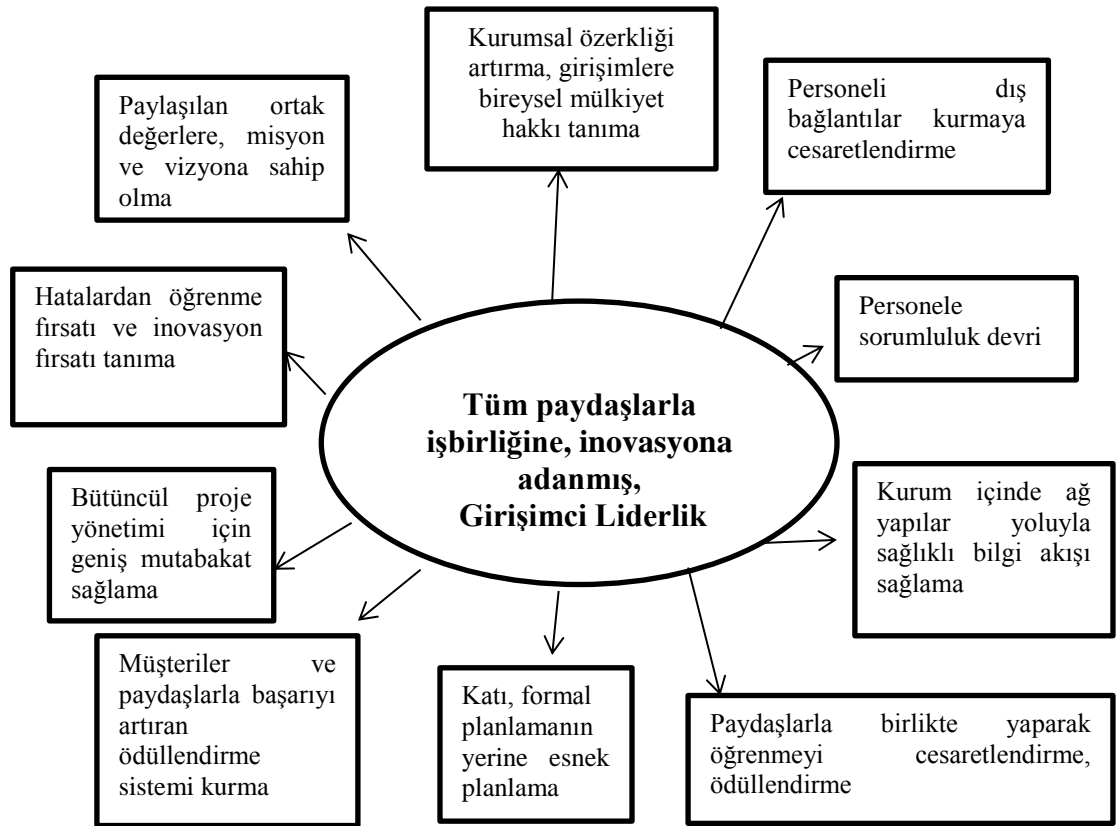 Kurumsal özerkliği
artırma, girişimlere
bireysel mülkiyet
hakkı tanıma
Paylaşılan ortak
değerlere, misyon
ve vizyona sahip
olma
Personeli dış
bağlantılar kurmaya
cesaretlendirme
Hatalardan öğrenme
fırsatı ve inovasyon
fırsatı tanıma
Personele
sorumluluk devri
Tüm paydaşlarla
işbirliğine, inovasyona
adanmış,
Girişimci Liderlik
Bütüncül proje
yönetimi için
geniş mutabakat
sağlama
Kurum içinde ağ
yapılar yoluyla
sağlıklı bilgi akışı
sağlama
Müşteriler ve
paydaşlarla başarıyı
artıran
ödüllendirme
sistemi kurma
Katı, formal
planlamanın
yerine esnek
planlama
Paydaşlarla birlikte yaparak
öğrenmeyi cesaretlendirme,
ödüllendirme